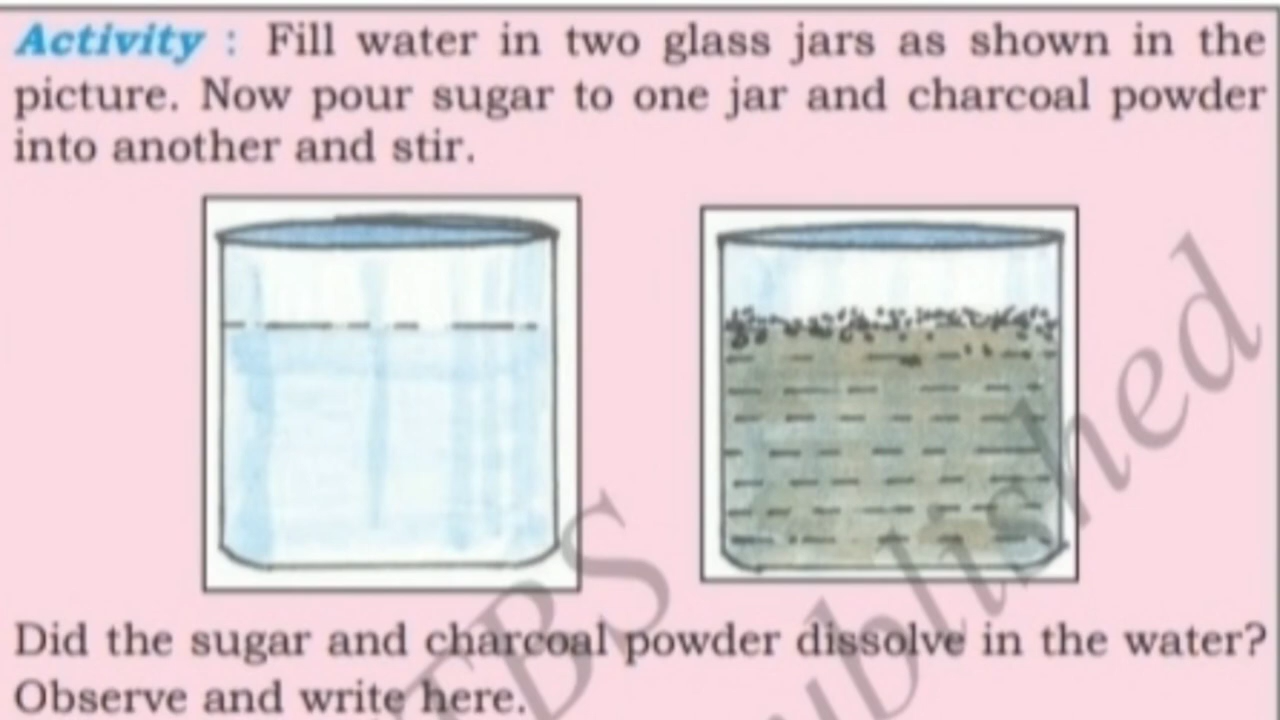 Activity : Fill water in two glass jars as shown in the
picture. Now pour sugar to one jar and charcoal powder
into another and stir.
Did the sugar and charcoal powder dissolve in the water?
Observe and write here.
TBS
ublished